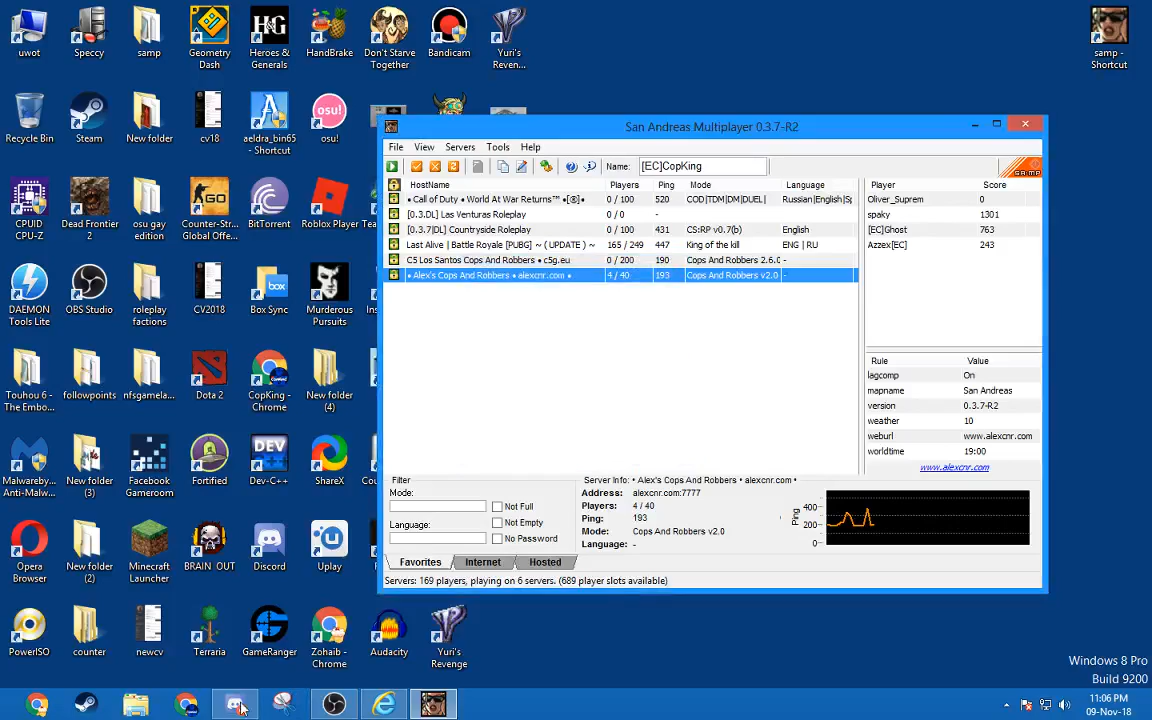 uwot
Speccy
samp
Geometry
Dash
Heroes &
Generals
HandBrake
Don't Starve
Together
Bandicam
Yuri's
Reven...
samp -
Shortcut
Recycle Bin
Steam
New folder
cv18
aeldra_bin65
- Shortcut
osu!
San Andreas Multiplayer 0.3.7-R2
File View Servers Tools Help
Name: [EC]CopKing
HostName Players Ping Mode Language
• Call of Duty • World At War Returns™ •[⦿]• 0 / 100 520 COD|TDM|DM|DUEL| Russian|English|S
[0.3.DL] Las Venturas Roleplay 0 / 0 -
[0.3.7|DL] Countryside Roleplay 0 / 100 431 CS:RP v0.7(b) English
Last Alive | Battle Royale [PUBG] ~ ( UPDATE ) ~ 165 / 249 447 King of the kill ENG | RU
C5 Los Santos Cops And Robbers • c5g.eu 0 / 200 190 Cops And Robbers 2.6.0 -
• Alex's Cops And Robbers • alexcnr.com • 4 / 40 193 Cops And Robbers v2.0 -
Player Score
Oliver_Suprem 0
spaky 1301
[EC]Ghost 763
Azzex[EC] 243
SA-MP
CPUID
CPU-Z
Dead Frontier
2
osu gay
edition
Counter-Str...
Global Offe...
BitTorrent
Roblox Player
DAEMON
Tools Lite
OBS Studio
roleplay
factions
CV2018
Box Sync
Murderous
Pursuits
Rule Value
lagcomp On
mapname San Andreas
version 0.3.7-R2
weather 10
weburl www.alexcnr.com
worldtime 19:00
www.alexcnr.com
Touhou 6 -
The Embo...
followpoints
nfsgamela...
Dota 2
CopKing -
Chrome
New folder
(4)
Malwareby...
Anti-Malw...
New folder
(3)
Facebook
Gameroom
Fortified
Dev-C++
ShareX
Filter
Mode:
Not Full
Language:
Not Empty
No Password
Server Info: • Alex's Cops And Robbers • alexcnr.com •
Address: alexcnr.com:7777
Players: 4 / 40
Ping: 193
Mode: Cops And Robbers v2.0
Language: -
Ping
400
200
0
Favorites Internet Hosted
Servers: 169 players, playing on 6 servers. (689 player slots available)
Opera
Browser
New folder
(2)
Minecraft
Launcher
BRAIN OUT
Discord
Uplay
PowerISO
counter
newcv
Terraria
GameRanger
Zohaib -
Chrome
Audacity
Yuri's
Revenge
Windows 8 Pro
Build 9200
11:06 PM
09-Nov-18